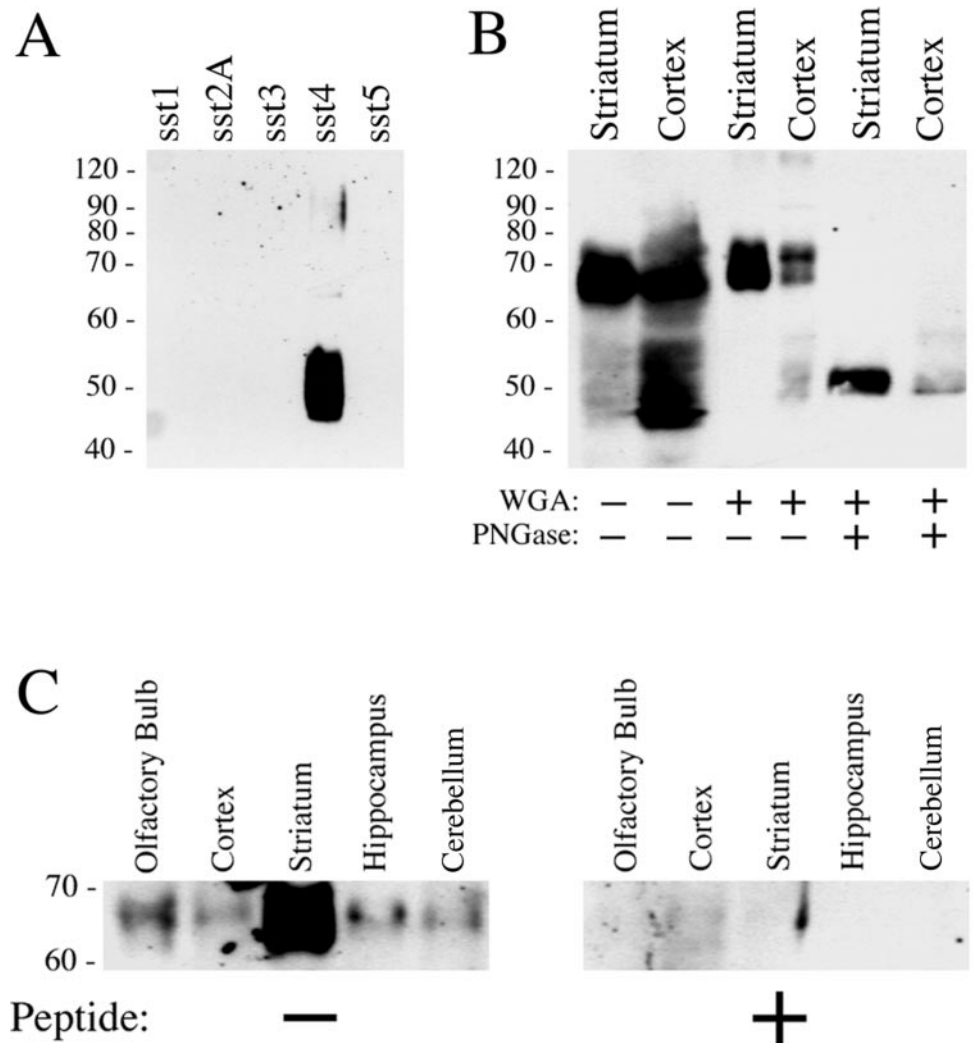 A
sst1
sst2A
sst3
sst4
sst5
120 -
90 -
80 -
70 -
60 -
50 -
40 -
B
Striatum
Cortex
Striatum
Cortex
Striatum
Cortex
120 -
90 -
80 -
70 -
60 -
50 -
40 -
WGA: − − + + + +
PNGase: − − − − + +
C
Olfactory Bulb
Cortex
Striatum
Hippocampus
Cerebellum
Olfactory Bulb
Cortex
Striatum
Hippocampus
Cerebellum
70 -
60 -
Peptide: − +